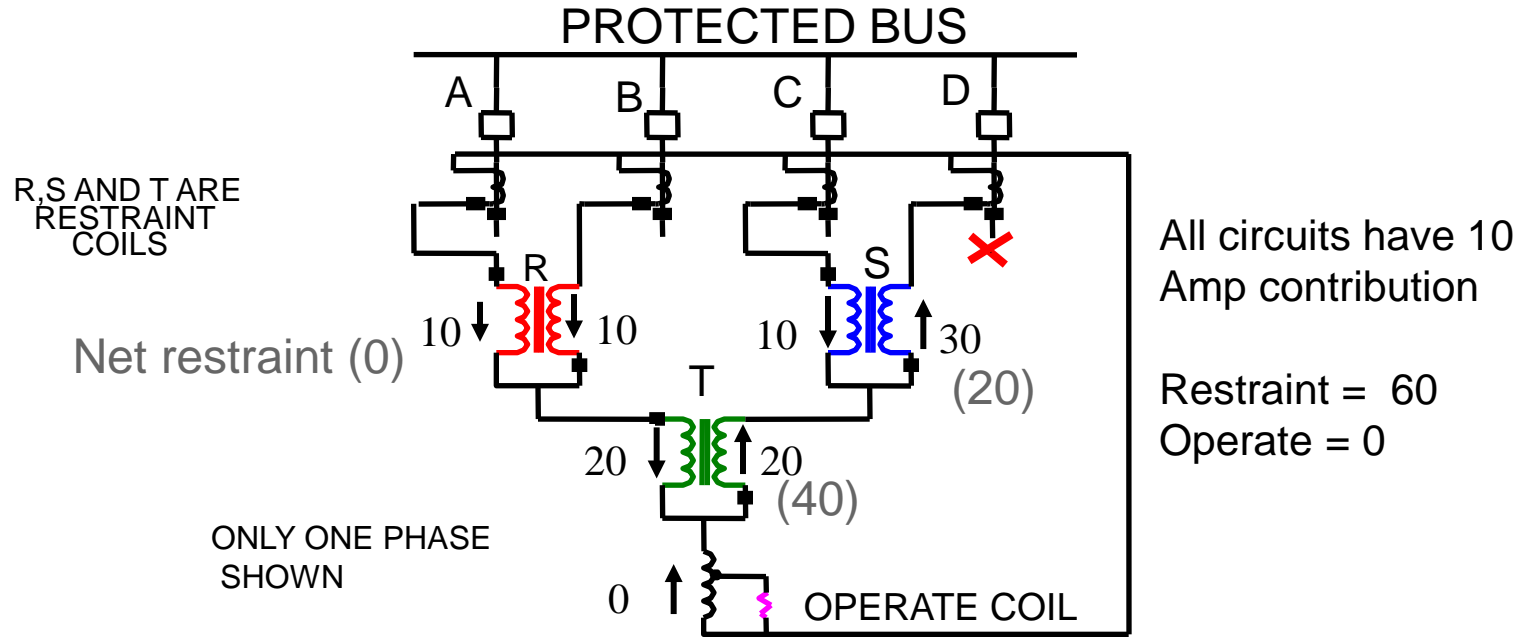 PROTECTED BUS
A
B
C
D
R,S AND T ARE
RESTRAINT
COILS
R
S
10
10
10
30
Net restraint (0)
(20)
T
20
20
(40)
All circuits have 10
Amp contribution
Restraint = 60
Operate = 0
ONLY ONE PHASE
SHOWN
0
OPERATE COIL